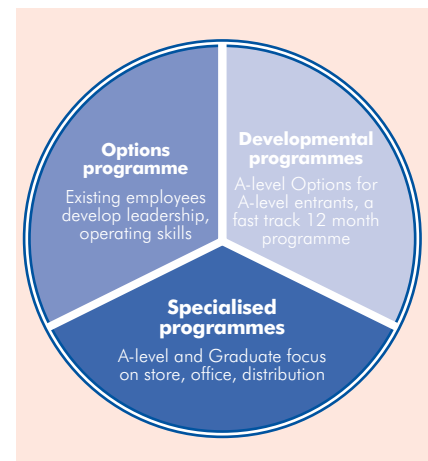 Options
programme
Existing employees
develop leadership,
operating skills
Developmental
programmes
A-level Options for
A-level entrants, a
fast track 12 month
programme
Specialised
programmes
A-level and Graduate focus
on store, office, distribution